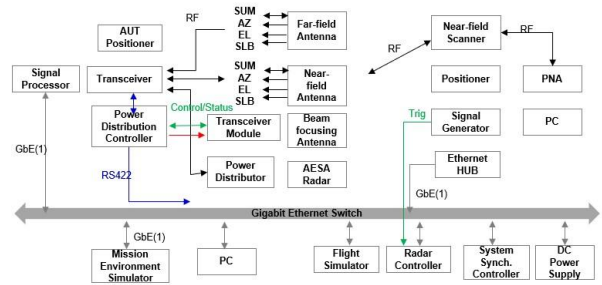 SUM
AZ
EL
SLB
Far-field
Antenna
RF
AUT
Positioner
Near-field
Scanner
RF
RF
Signal
Processor
Transceiver
SUM
AZ
EL
SLB
Near-
field
Antenna
Positioner
PNA
Power
Distribution
Controller
Control/Status
Transceiver
Module
Beam
focusing
Antenna
Trig
Signal
Generator
PC
GbE(1)
RS422
Power
Distributor
AESA
Radar
Ethernet
HUB
GbE(1)
Gigabit Ethernet Switch
GbE(1)
Mission
Environment
Simulator
PC
Flight
Simulator
Radar
Controller
System
Synch.
Controller
DC
Power
Supply